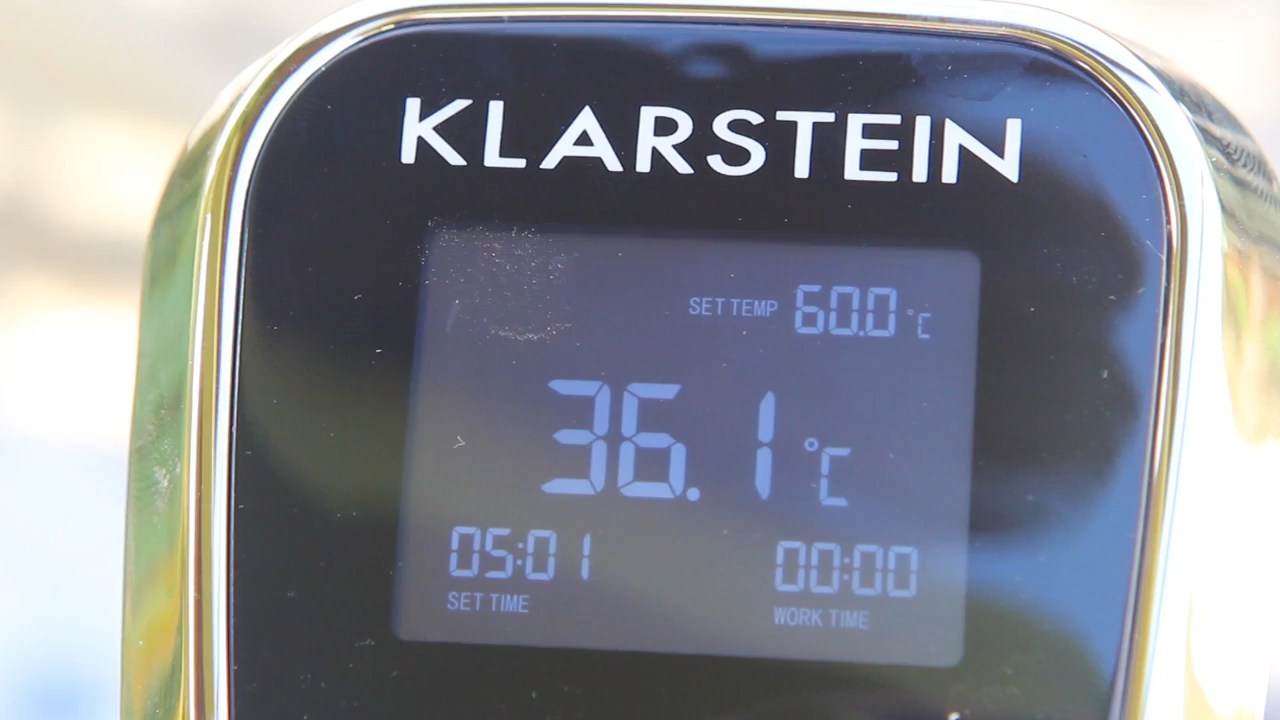 KLARSTEIN
SET TEMP 60.0 °C
36.1 °C
05:01
SET TIME
00:00
WORK TIME